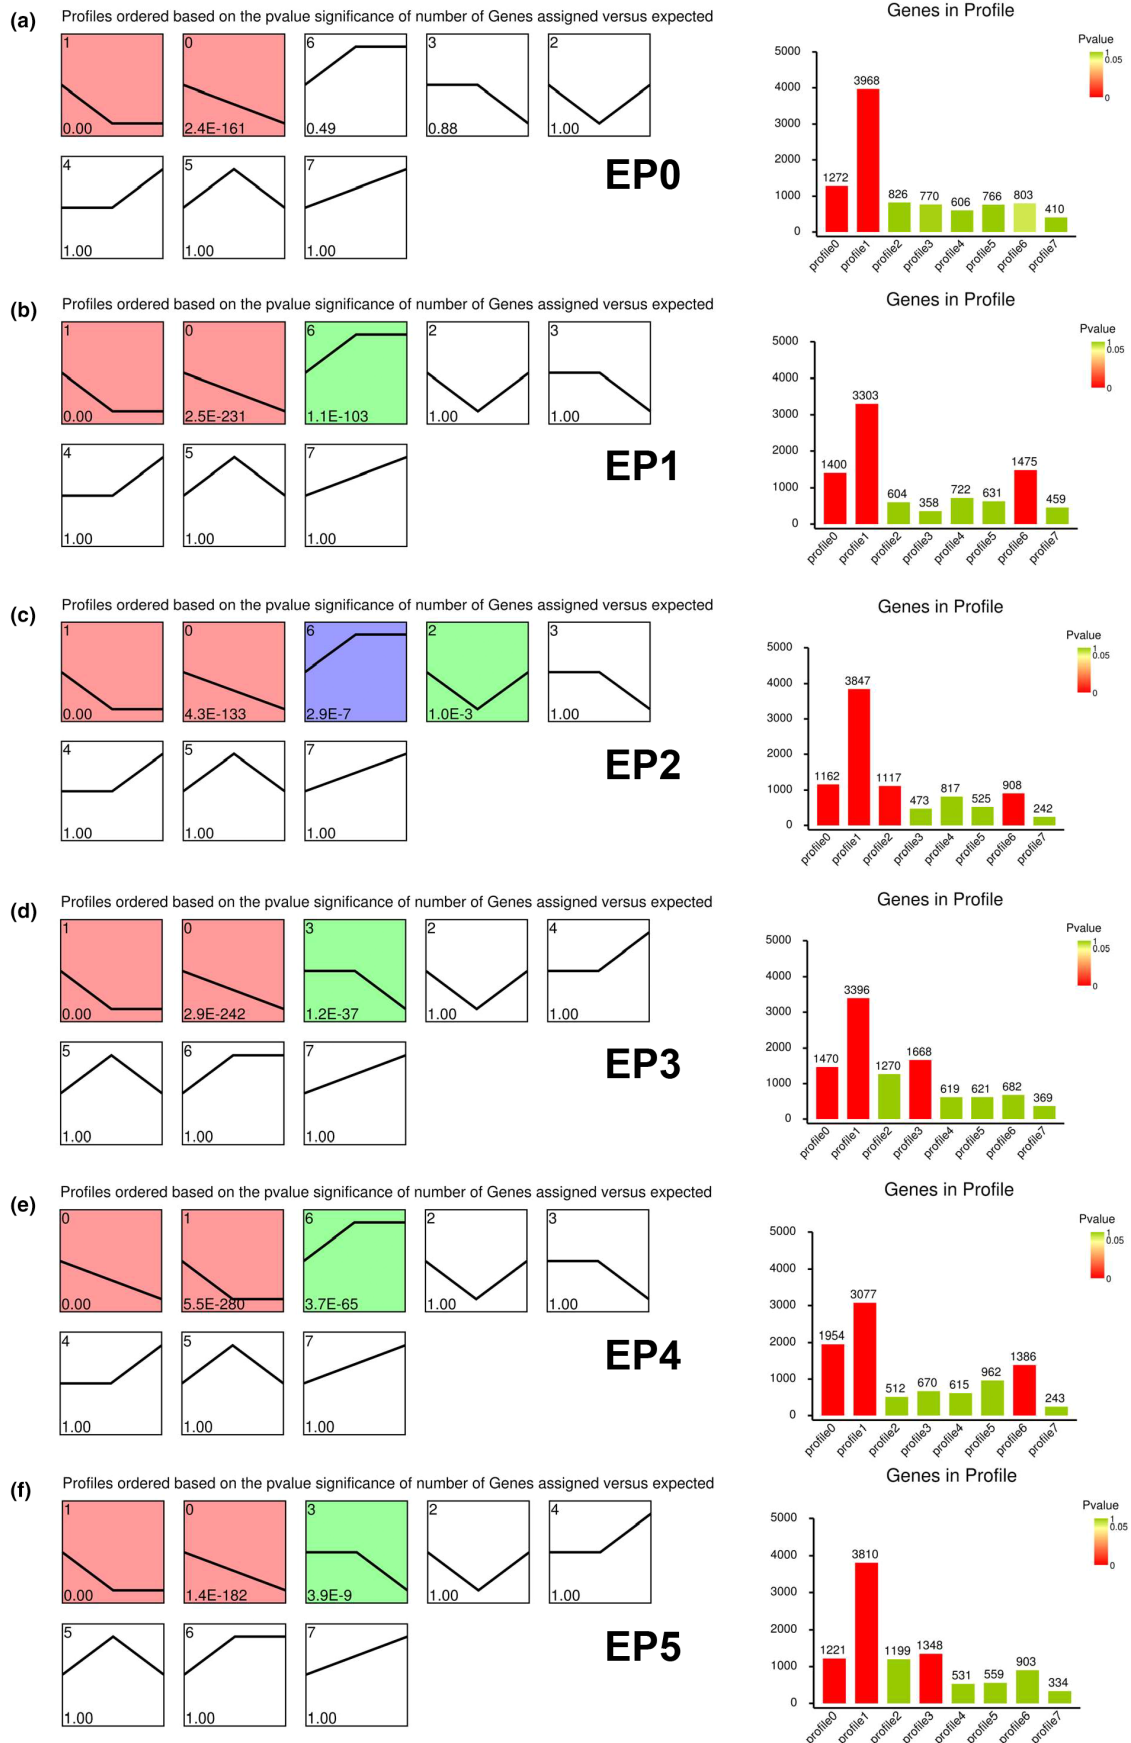 (a)
Profiles ordered based on the pvalue significance of number of Genes assigned versus expected
1
0
6
3
2
0.00
2.4E-161
0.49
0.88
1.00
4
5
7
1.00
1.00
1.00
EP0
Genes in Profile
Pvalue
1
0.05
0
5000
4000
3000
2000
1000
0
1272
3968
826
770
606
766
803
410
profile0
profile1
profile2
profile3
profile4
profile5
profile6
profile7
(b)
Profiles ordered based on the pvalue significance of number of Genes assigned versus expected
1
0
6
2
3
0.00
2.5E-231
1.1E-103
1.00
1.00
4
5
7
1.00
1.00
1.00
EP1
Genes in Profile
Pvalue
1
0.05
0
5000
4000
3000
2000
1000
0
1400
3303
604
358
722
631
1475
459
profile0
profile1
profile2
profile3
profile4
profile5
profile6
profile7
(c)
Profiles ordered based on the pvalue significance of number of Genes assigned versus expected
1
0
6
2
3
0.00
4.3E-133
2.9E-7
1.0E-3
1.00
4
5
7
1.00
1.00
1.00
EP2
Genes in Profile
Pvalue
1
0.05
0
5000
4000
3000
2000
1000
0
1162
3847
1117
473
817
525
908
242
profile0
profile1
profile2
profile3
profile4
profile5
profile6
profile7
(d)
Profiles ordered based on the pvalue significance of number of Genes assigned versus expected
1
0
3
2
4
0.00
2.9E-242
1.2E-37
1.00
1.00
5
6
7
1.00
1.00
1.00
EP3
Genes in Profile
Pvalue
1
0.05
0
5000
4000
3000
2000
1000
0
1470
3396
1270
1668
619
621
682
369
profile0
profile1
profile2
profile3
profile4
profile5
profile6
profile7
(e)
Profiles ordered based on the pvalue significance of number of Genes assigned versus expected
0
1
6
2
3
0.00
5.5E-280
3.7E-65
1.00
1.00
4
5
7
1.00
1.00
1.00
EP4
Genes in Profile
Pvalue
1
0.05
0
5000
4000
3000
2000
1000
0
1954
3077
512
670
615
962
1386
243
profile0
profile1
profile2
profile3
profile4
profile5
profile6
profile7
(f)
Profiles ordered based on the pvalue significance of number of Genes assigned versus expected
1
0
3
2
4
0.00
1.4E-182
3.9E-9
1.00
1.00
5
6
7
1.00
1.00
1.00
EP5
Genes in Profile
Pvalue
1
0.05
0
5000
4000
3000
2000
1000
0
1221
3810
1199
1348
531
559
903
334
profile0
profile1
profile2
profile3
profile4
profile5
profile6
profile7